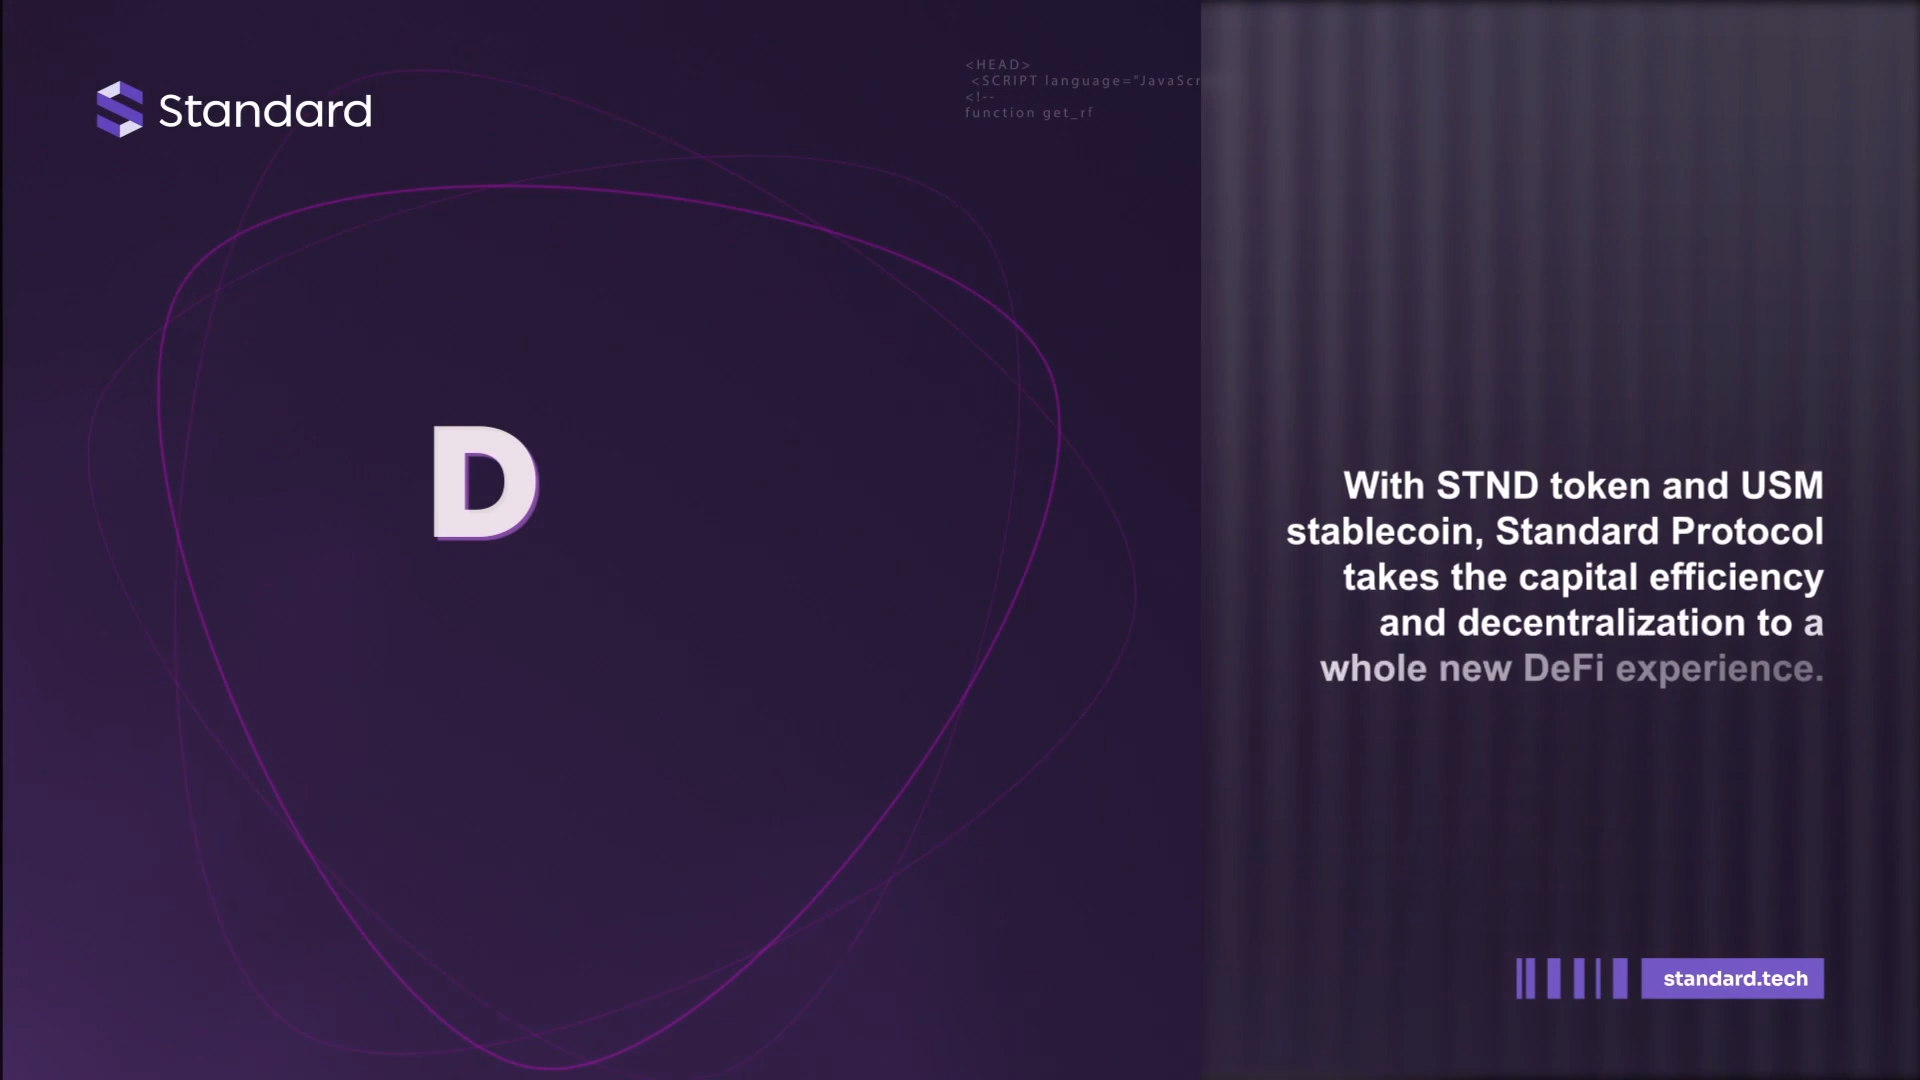 Standard
<HEAD>
<SCRIPT language="JavaScr
<!--
function get_rf
D
With STND token and USM
stablecoin, Standard Protocol
takes the capital efficiency
and decentralization to a
whole new DeFi experience.
standard.tech